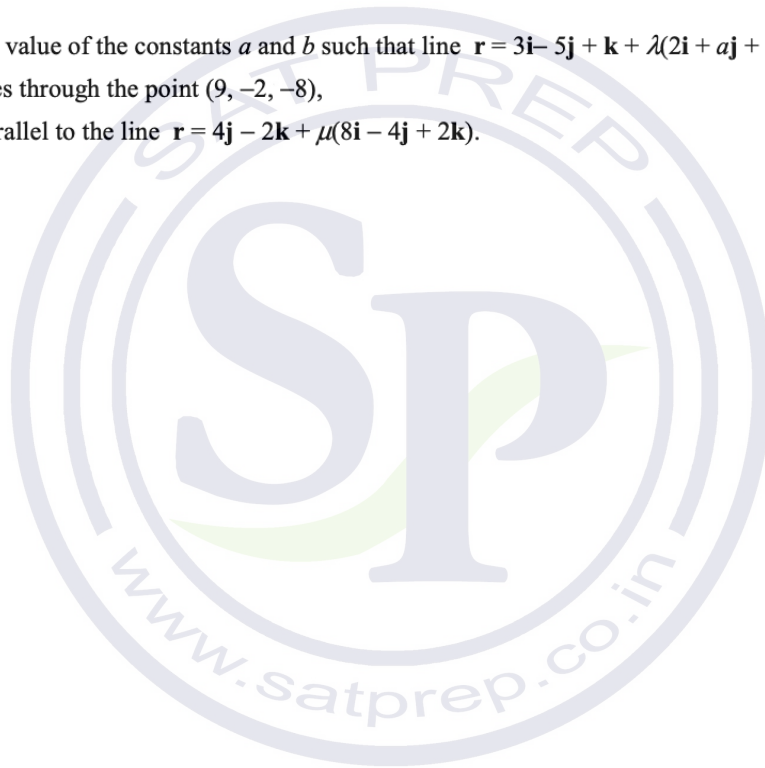 value of the constants a and b such that line r = 3i– 5j + k + λ(2i + aj +
through the point (9, –2, –8),
to the line r = 4j – 2k + μ(8i – 4j + 2k).
SAT PREP
SP
www.satprep.co.in